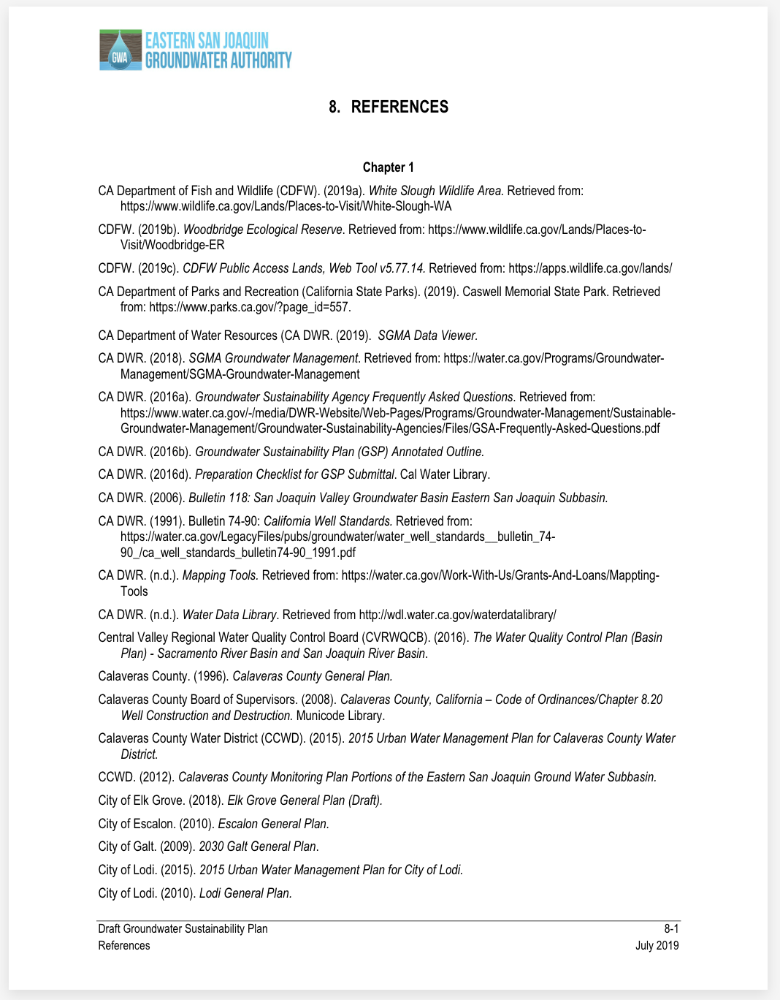 GWA
EASTERN SAN JOAQUIN
GROUNDWATER AUTHORITY
8. REFERENCES
Chapter 1
CA Department of Fish and Wildlife (CDFW). (2019a). White Slough Wildlife Area. Retrieved from:
https://www.wildlife.ca.gov/Lands/Places-to-Visit/White-Slough-WA
CDFW. (2019b). Woodbridge Ecological Reserve. Retrieved from: https://www.wildlife.ca.gov/Lands/Places-to-
Visit/Woodbridge-ER
CDFW. (2019c). CDFW Public Access Lands, Web Tool v5.77.14. Retrieved from: https://apps.wildlife.ca.gov/lands/
CA Department of Parks and Recreation (California State Parks). (2019). Caswell Memorial State Park. Retrieved
from: https://www.parks.ca.gov/?page_id=557.
CA Department of Water Resources (CA DWR. (2019). SGMA Data Viewer.
CA DWR. (2018). SGMA Groundwater Management. Retrieved from: https://water.ca.gov/Programs/Groundwater-
Management/SGMA-Groundwater-Management
CA DWR. (2016a). Groundwater Sustainability Agency Frequently Asked Questions. Retrieved from:
https://www.water.ca.gov/-/media/DWR-Website/Web-Pages/Programs/Groundwater-Management/Sustainable-
Groundwater-Management/Groundwater-Sustainability-Agencies/Files/GSA-Frequently-Asked-Questions.pdf
CA DWR. (2016b). Groundwater Sustainability Plan (GSP) Annotated Outline.
CA DWR. (2016d). Preparation Checklist for GSP Submittal. Cal Water Library.
CA DWR. (2006). Bulletin 118: San Joaquin Valley Groundwater Basin Eastern San Joaquin Subbasin.
CA DWR. (1991). Bulletin 74-90: California Well Standards. Retrieved from:
https://water.ca.gov/LegacyFiles/pubs/groundwater/water_well_standards__bulletin_74-
90_/ca_well_standards_bulletin74-90_1991.pdf
CA DWR. (n.d.). Mapping Tools. Retrieved from: https://water.ca.gov/Work-With-Us/Grants-And-Loans/Mappting-
Tools
CA DWR. (n.d.). Water Data Library. Retrieved from http://wdl.water.ca.gov/waterdatalibrary/
Central Valley Regional Water Quality Control Board (CVRWQCB). (2016). The Water Quality Control Plan (Basin
Plan) - Sacramento River Basin and San Joaquin River Basin.
Calaveras County. (1996). Calaveras County General Plan.
Calaveras County Board of Supervisors. (2008). Calaveras County, California – Code of Ordinances/Chapter 8.20
Well Construction and Destruction. Municode Library.
Calaveras County Water District (CCWD). (2015). 2015 Urban Water Management Plan for Calaveras County Water
District.
CCWD. (2012). Calaveras County Monitoring Plan Portions of the Eastern San Joaquin Ground Water Subbasin.
City of Elk Grove. (2018). Elk Grove General Plan (Draft).
City of Escalon. (2010). Escalon General Plan.
City of Galt. (2009). 2030 Galt General Plan.
City of Lodi. (2015). 2015 Urban Water Management Plan for City of Lodi.
City of Lodi. (2010). Lodi General Plan.
Draft Groundwater Sustainability Plan 8-1
References July 2019